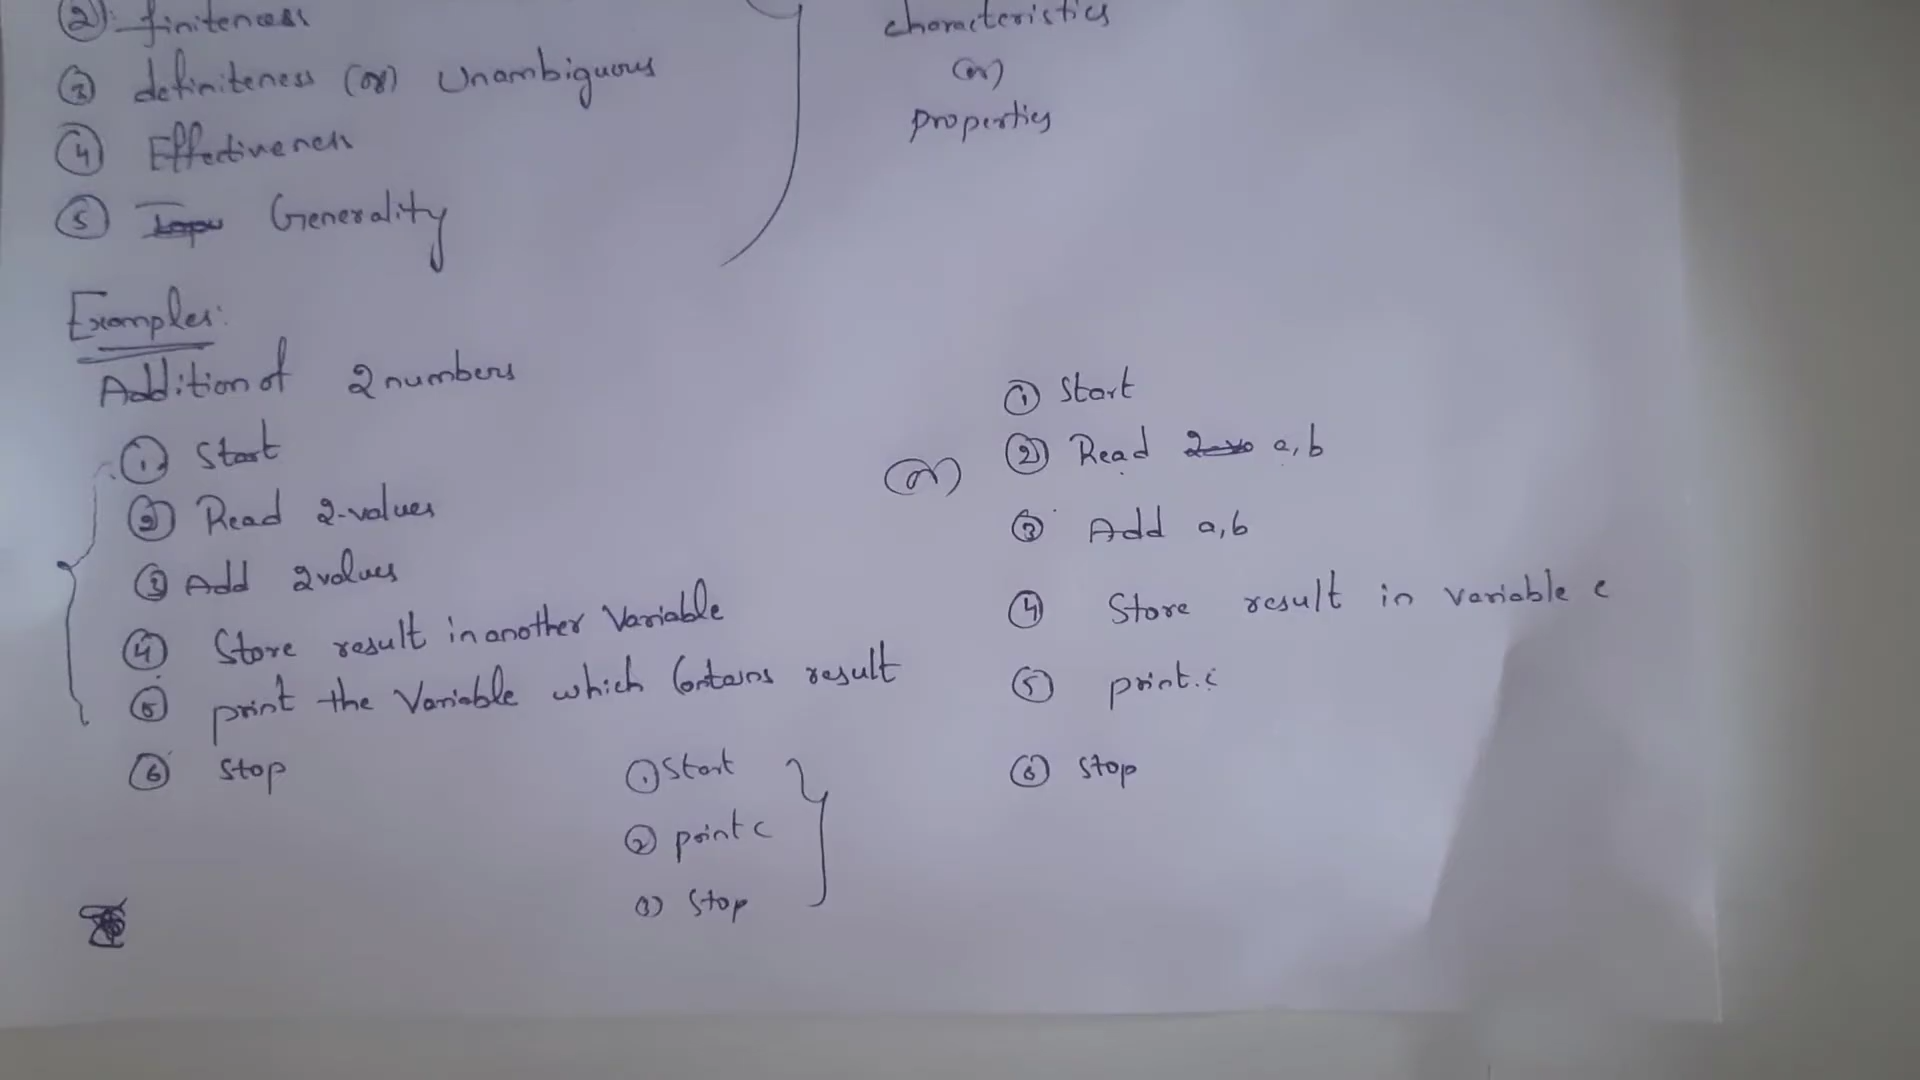 ② finiteness
③ definiteness (or) Unambiguous
④ Effectiveness
⑤ Generality
characteristics
(or)
properties
Examples:
Addition of 2 numbers
① Start
② Read 2-values
③ Add 2 values
④ Store result in another Variable
⑤ print the Variable which Contains result
⑥ Stop
(or)
① Start
② Read a, b
③ Add a, b
④ Store result in variable c
⑤ print c
⑥ Stop
① Start
② print c
③ Stop